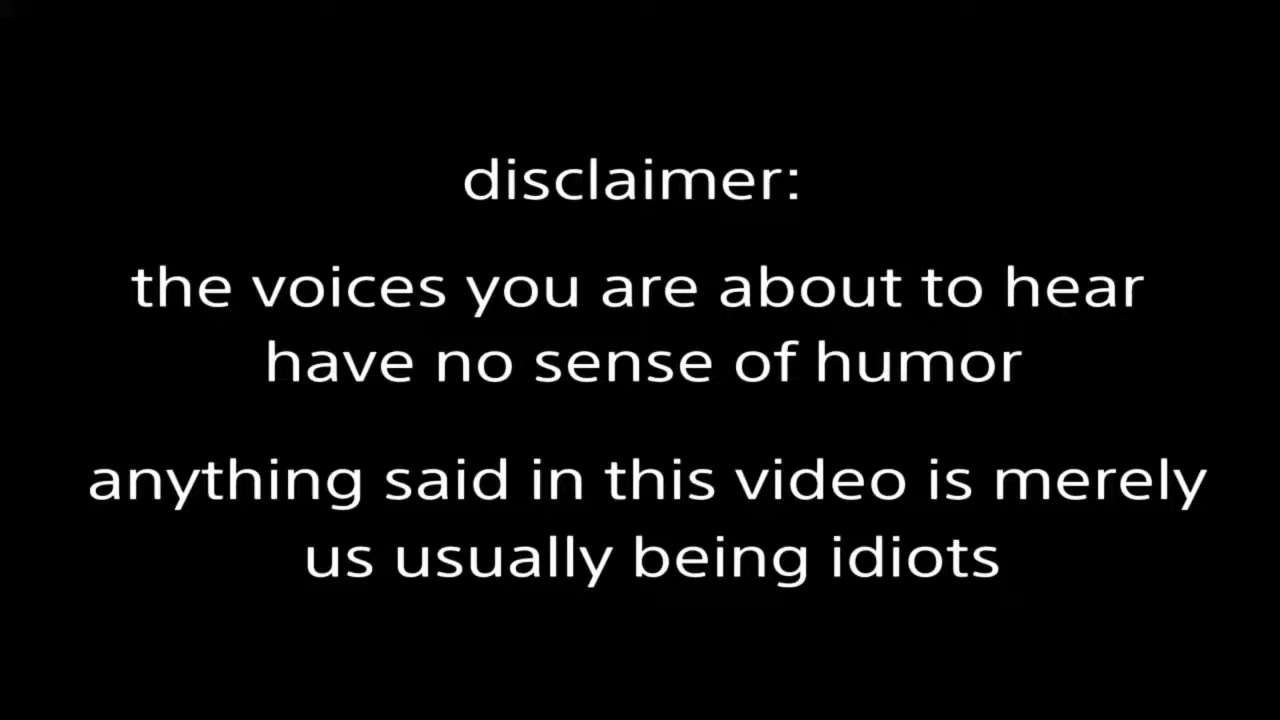 disclaimer:
the voices you are about to hear
have no sense of humor
anything said in this video is merely
us usually being idiots